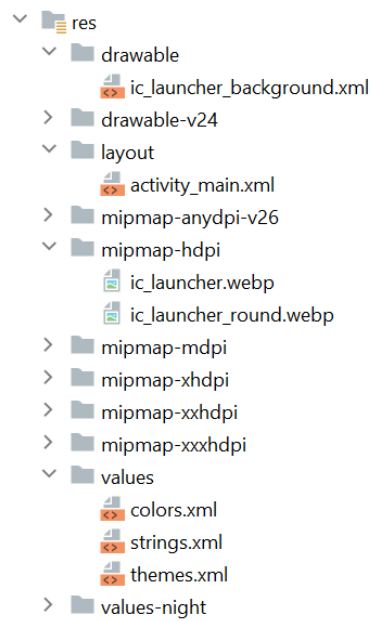 res
drawable
ic_launcher_background.xml
drawable-v24
layout
activity_main.xml
mipmap-anydpi-v26
mipmap-hdpi
ic_launcher.webp
ic_launcher_round.webp
mipmap-mdpi
mipmap-xhdpi
mipmap-xxhdpi
mipmap-xxxhdpi
values
colors.xml
strings.xml
themes.xml
values-night